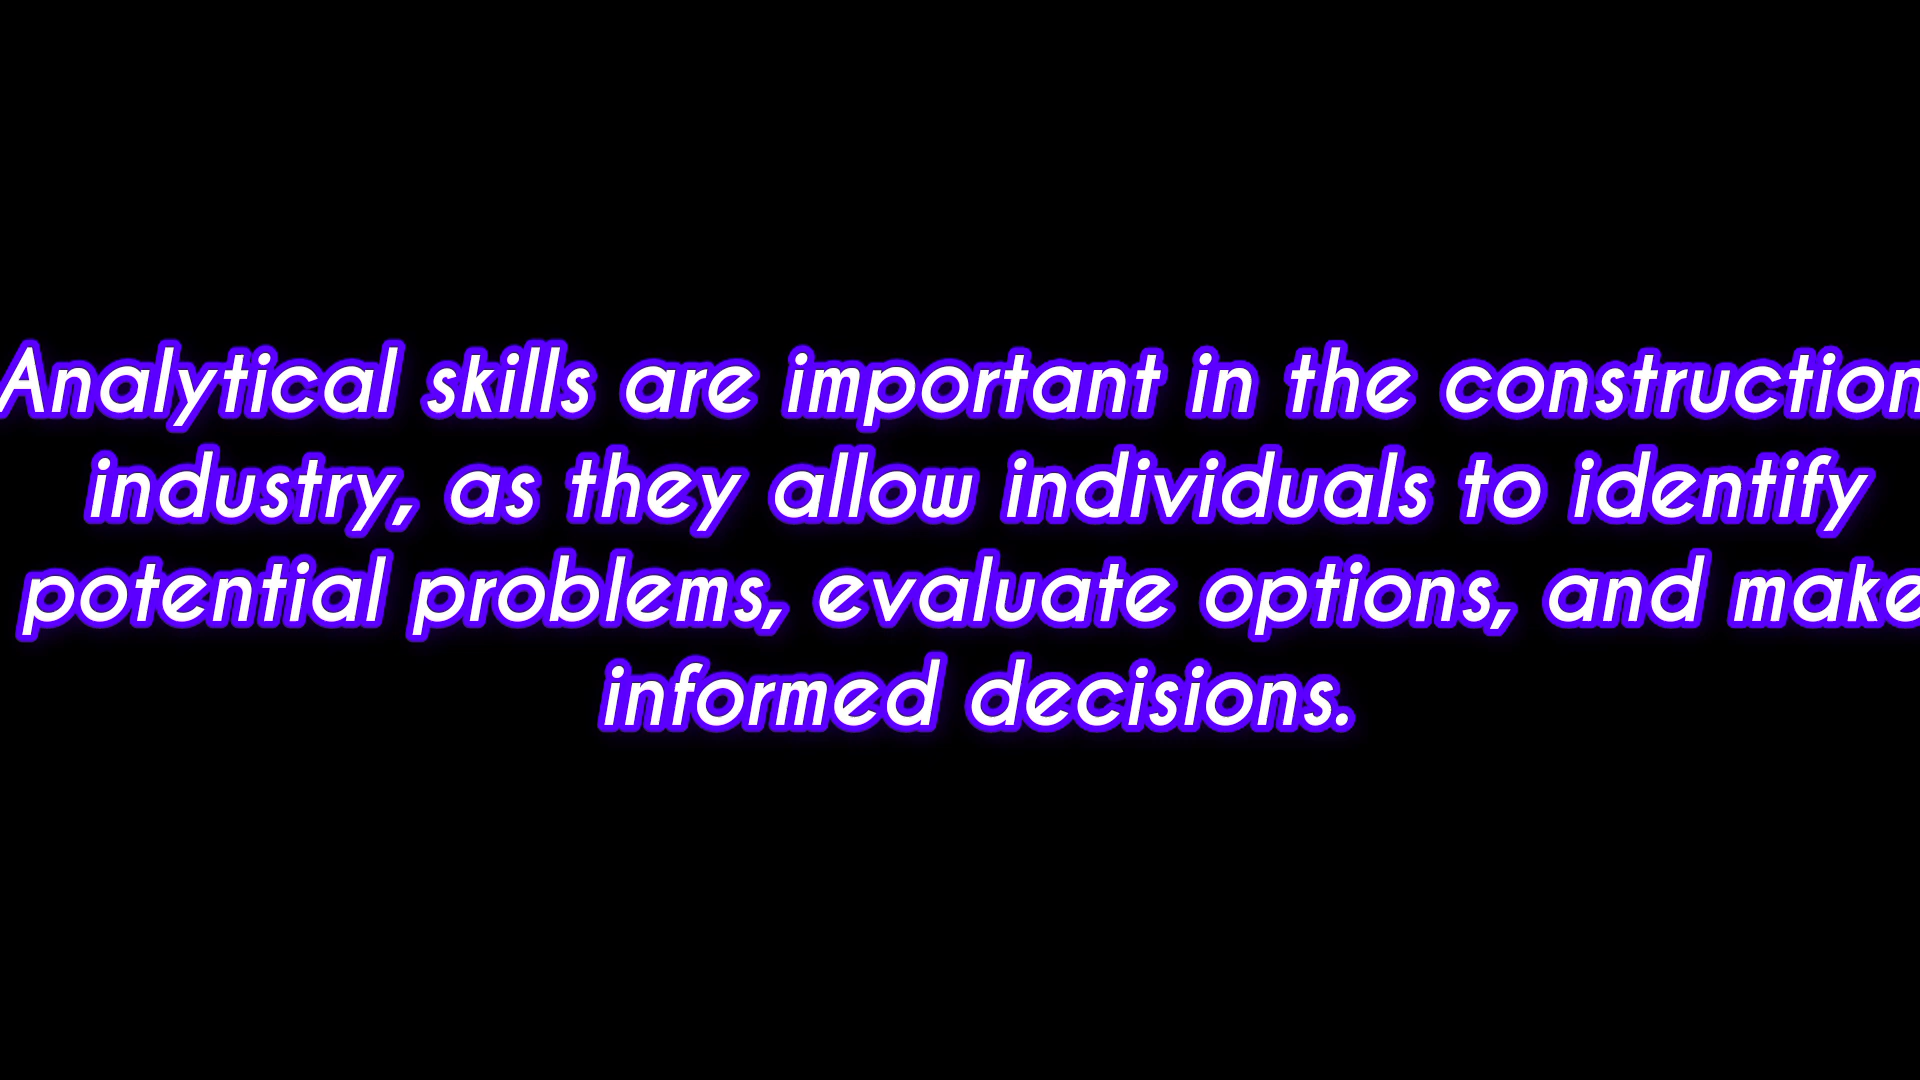 Analytical skills are important in the construction
industry, as they allow individuals to identify
potential problems, evaluate options, and make
informed decisions.